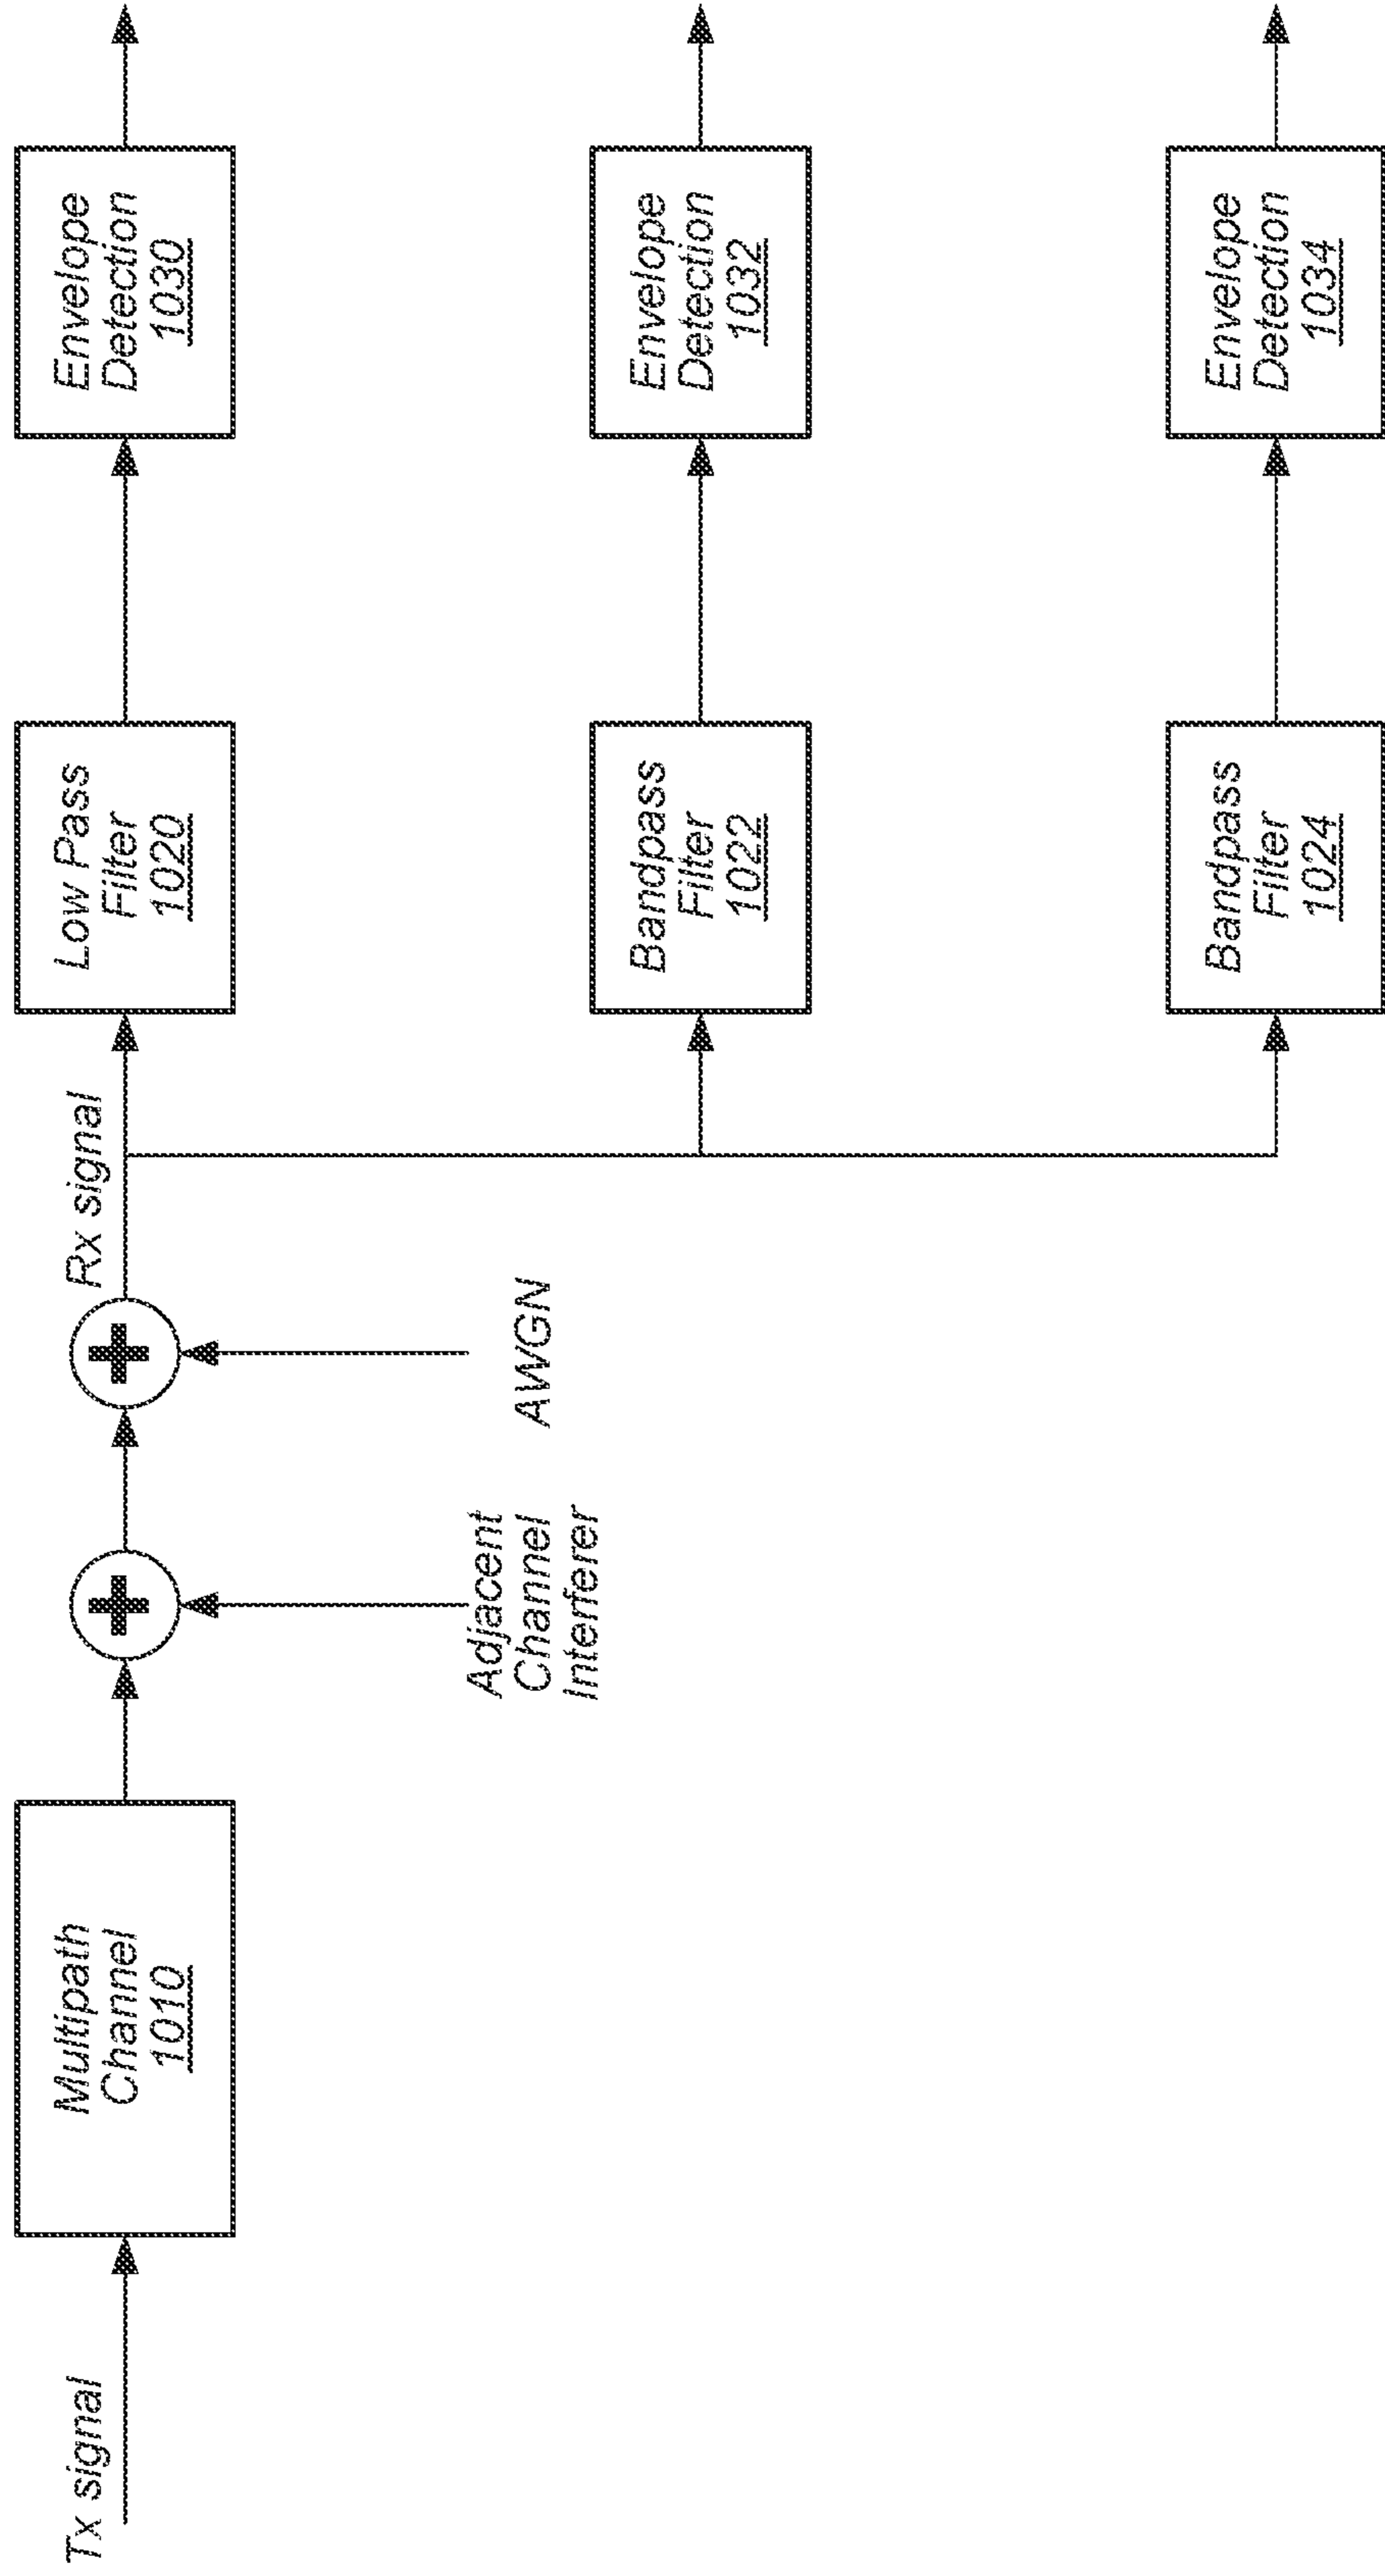 Tx signal
Multipath
Channel
1010
Adjacent
Channel
Interferer
AWGN
Rx signal
Low Pass
Filter
1020
Envelope
Detection
1030
Bandpass
Filter
1022
Envelope
Detection
1032
Bandpass
Filter
1024
Envelope
Detection
1034